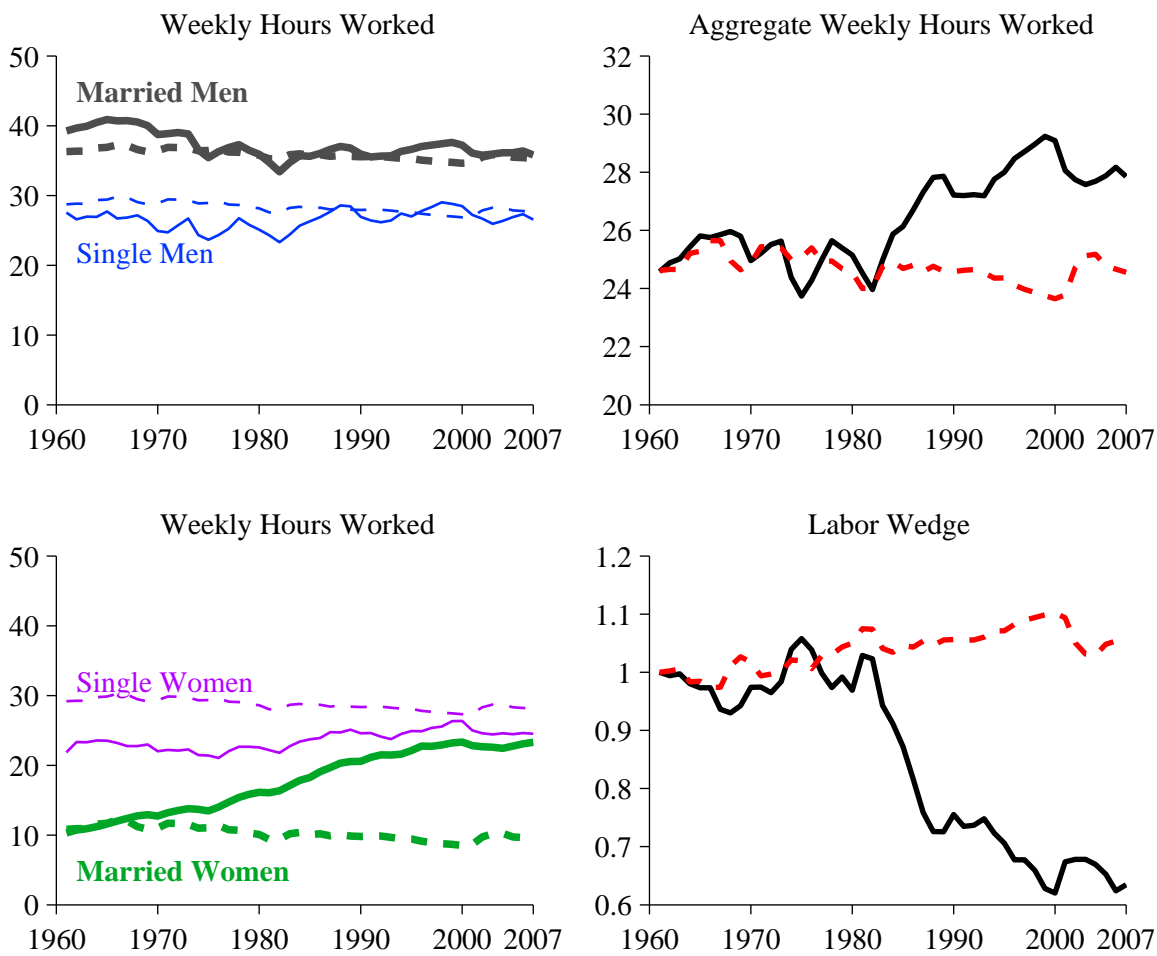 Weekly Hours Worked
50
40
30
20
10
0
Married Men
Single Men
1960 1970 1980 1990 2000 2007
Aggregate Weekly Hours Worked
32
30
28
26
24
22
20
1960 1970 1980 1990 2000 2007
Weekly Hours Worked
50
40
30
20
10
0
Single Women
Married Women
1960 1970 1980 1990 2000 2007
Labor Wedge
1.2
1.1
1
0.9
0.8
0.7
0.6
1960 1970 1980 1990 2000 2007